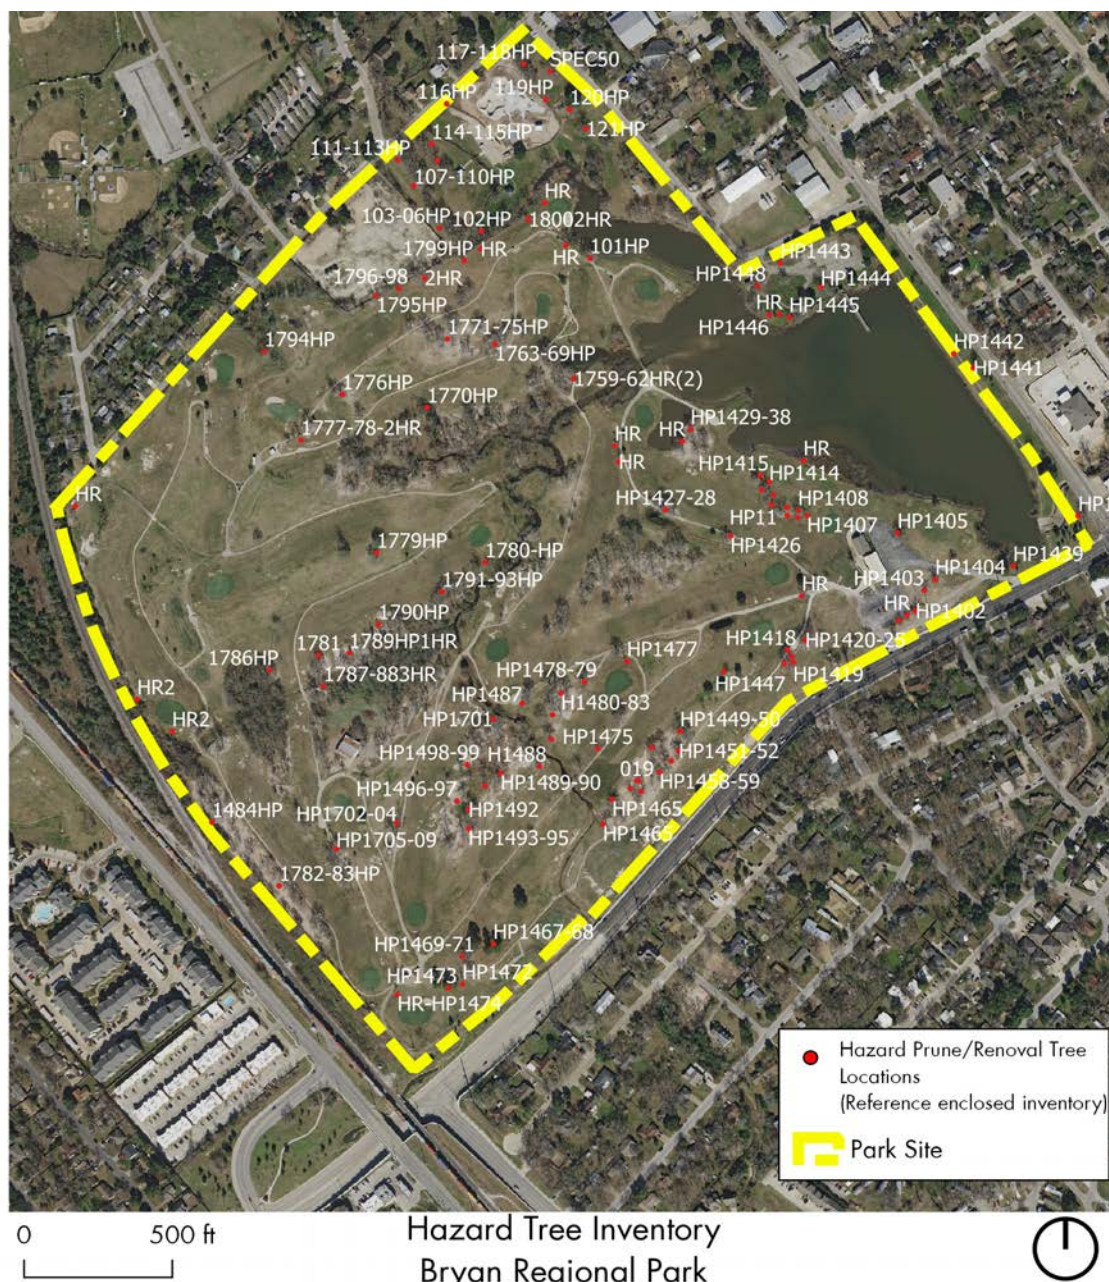 117-118HP
SPEC50
119HP
116HP
120HP
121HP
114-115HP
111-113HP
107-110HP
HR
18002HR
103-06HP
102HP
1799HP
HR
HR
101HP
1796-98
2HR
1795HP
HP1443
HP1448
HP1444
HR
HP1445
HP1446
1771-75HP
1763-69HP
1794HP
HP1442
HP1441
1759-62HR(2)
1776HP
1770HP
HP1429-38
HR
HR
1777-78-2HR
HR
HR
HP1415
HP1414
HR
HP1427-28
HP1408
HP11
HP1407
HP1405
HP1
HP1426
1779HP
1780-HP
HP1439
HP1404
1791-93HP
HR
HP1403
HR
HP1402
1790HP
1781
1789HP1HR
HP1418
HP1420-25
1786HP
1787-883HR
HP1478-79
HP1477
HP1447
HP1419
HR2
HP1487
H1480-83
HR2
HP1701
HP1449-50
HP1475
HP1451-52
HP1498-99
H1488
019
HP1458-59
HP1496-97
HP1489-90
1484HP
HP1702-04
HP1492
HP1465
HP1705-09
HP1493-95
HP1465
1782-83HP
HP1467-68
HP1469-71
HP1473
HP1472
HR-HP1474
Hazard Prune/Renoval Tree
Locations
(Reference enclosed inventory)
Park Site
0
500 ft
Hazard Tree Inventory
Bryan Regional Park